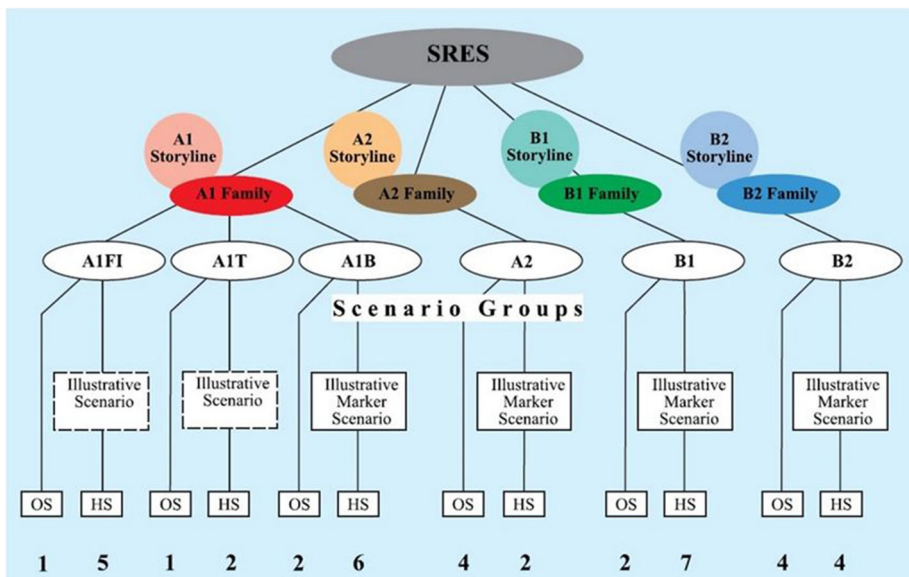 SRES
A1
Storyline
A2
Storyline
B1
Storyline
B2
Storyline
A1 Family
A2 Family
B1 Family
B2 Family
A1FI
A1T
A1B
A2
B1
B2
Scenario Groups
Illustrative
Scenario
Illustrative
Scenario
Illustrative
Marker
Scenario
Illustrative
Marker
Scenario
Illustrative
Marker
Scenario
Illustrative
Marker
Scenario
OS HS OS HS OS HS OS HS OS HS OS HS
1 5 1 2 2 6 4 2 2 7 4 4